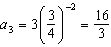 a₃ = 3(3/4)⁻² = 16/3